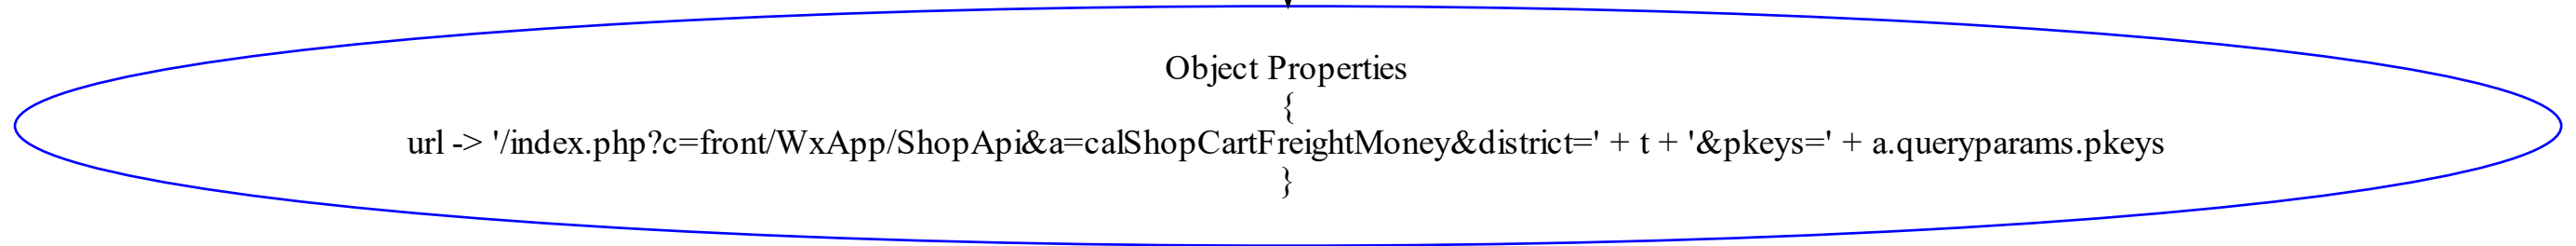 Object Properties
{
url -> '/index.php?c=front/WxApp/ShopApi&a=calShopCartFreightMoney&district=' + t + '&pkeys=' + a.queryparams.pkeys
}